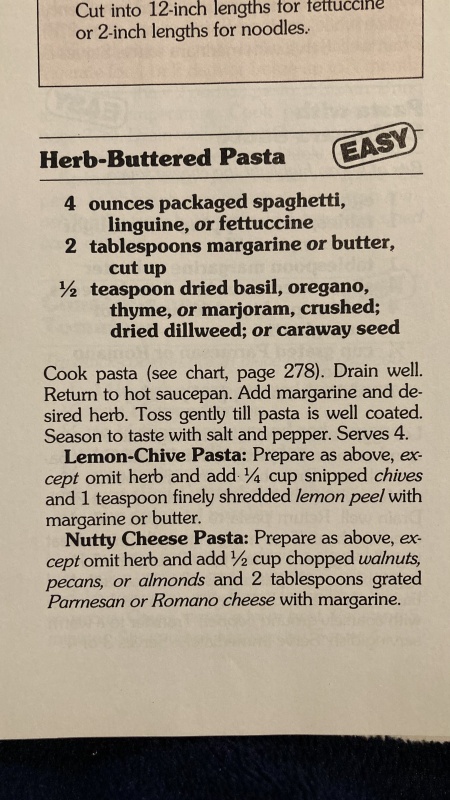 Cut into 12-inch lengths for fettuccine
or 2-inch lengths for noodles.
Herb-Buttered Pasta
EASY
4 ounces packaged spaghetti,
linguine, or fettuccine
2 tablespoons margarine or butter,
cut up
½ teaspoon dried basil, oregano,
thyme, or marjoram, crushed;
dried dillweed; or caraway seed
Cook pasta (see chart, page 278). Drain well.
Return to hot saucepan. Add margarine and de-
sired herb. Toss gently till pasta is well coated.
Season to taste with salt and pepper. Serves 4.
Lemon-Chive Pasta: Prepare as above, ex-
cept omit herb and add ¼ cup snipped chives
and 1 teaspoon finely shredded lemon peel with
margarine or butter.
Nutty Cheese Pasta: Prepare as above, ex-
cept omit herb and add ½ cup chopped walnuts,
pecans, or almonds and 2 tablespoons grated
Parmesan or Romano cheese with margarine.